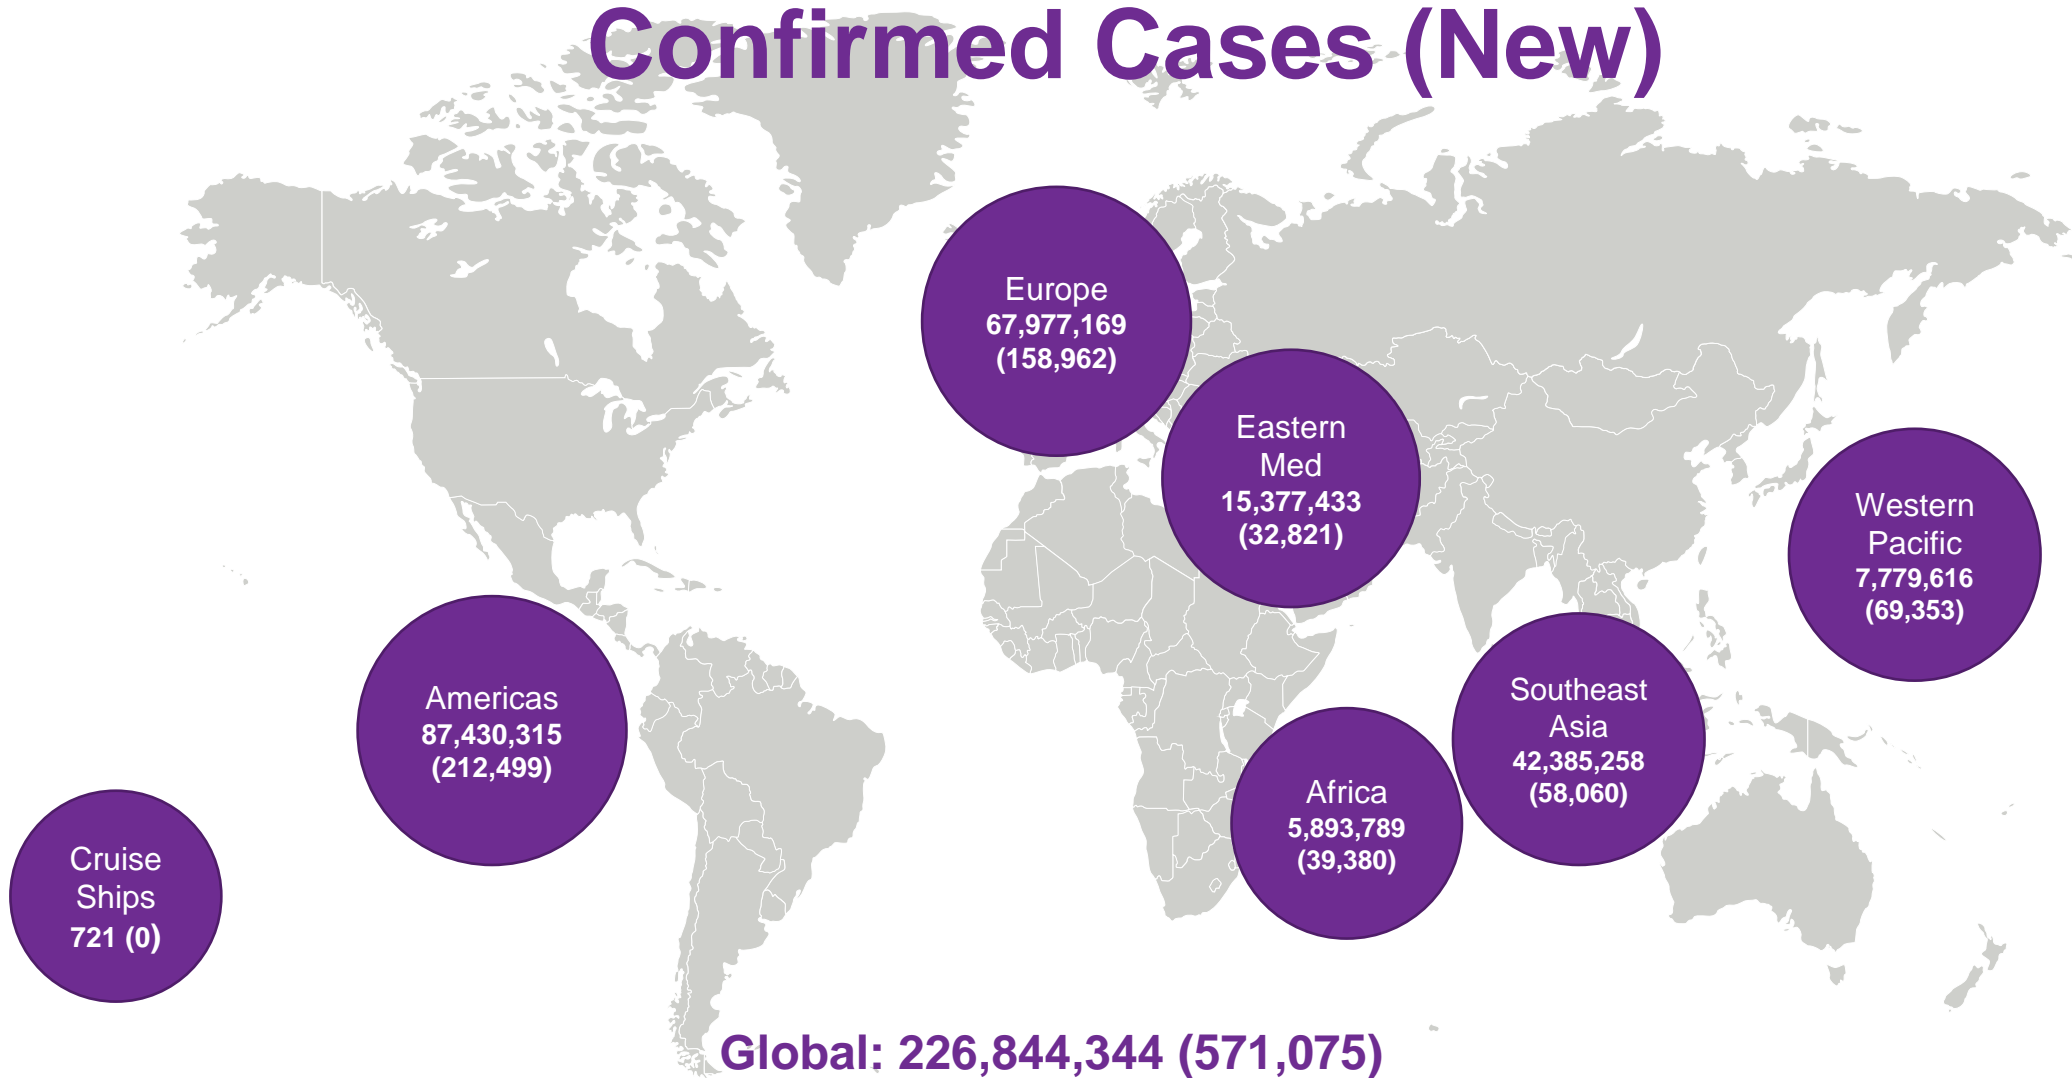 Confirmed Cases (New)
Europe
67,977,169
(158,962)
Eastern
Med
15,377,433
(32,821)
Western
Pacific
7,779,616
(69,353)
Americas
87,430,315
(212,499)
Southeast
Asia
42,385,258
(58,060)
Africa
5,893,789
(39,380)
Cruise
Ships
721 (0)
Global: 226,844,344 (571,075)